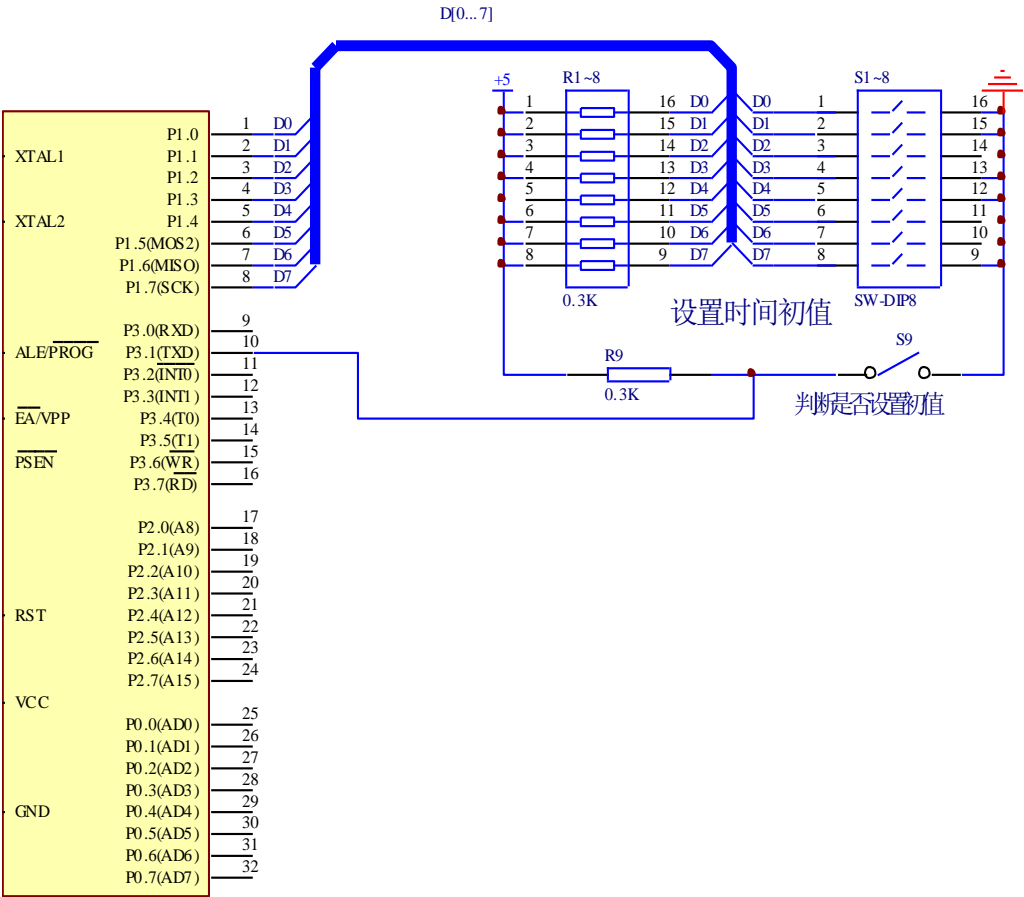 D[0...7]
+5
R1~8
S1~8
1 16 D0 D0 1 16
2 15 D1 D1 2 15
3 14 D2 D2 3 14
4 13 D3 D3 4 13
5 12 D4 D4 5 12
6 11 D5 D5 6 11
7 10 D6 D6 7 10
8 9 D7 D7 8 9
0.3K
SW-DIP8
设置时间初值
R9
0.3K
S9
判断是否设置初值
P1.0 1 D0
XTAL1 P1.1 2 D1
P1.2 3 D2
P1.3 4 D3
XTAL2 P1.4 5 D4
P1.5(MOS2) 6 D5
P1.6(MISO) 7 D6
P1.7(SCK) 8 D7
P3.0(RXD) 9
ALE/PROG P3.1(TXD) 10
P3.2(INT0) 11
P3.3(INT1) 12
EA/VPP P3.4(T0) 13
P3.5(T1) 14
PSEN P3.6(WR) 15
P3.7(RD) 16
P2.0(A8) 17
P2.1(A9) 18
P2.2(A10) 19
P2.3(A11) 20
RST P2.4(A12) 21
P2.5(A13) 22
P2.6(A14) 23
P2.7(A15) 24
VCC
P0.0(AD0) 25
P0.1(AD1) 26
P0.2(AD2) 27
P0.3(AD3) 28
GND P0.4(AD4) 29
P0.5(AD5) 30
P0.6(AD6) 31
P0.7(AD7) 32